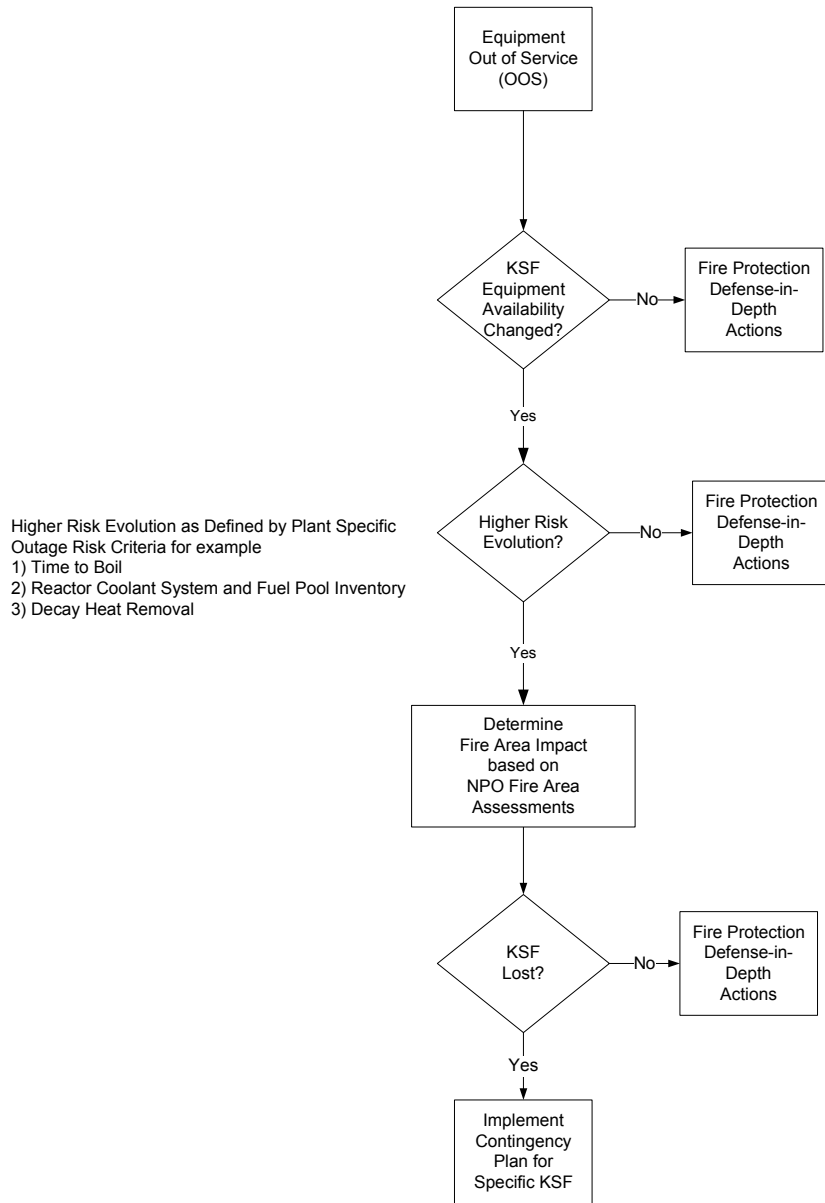 Equipment
Out of Service
(OOS)
KSF
Equipment
Availability
Changed?
No
Fire Protection
Defense-in-
Depth
Actions
Yes
Higher Risk Evolution as Defined by Plant Specific
Outage Risk Criteria for example
1) Time to Boil
2) Reactor Coolant System and Fuel Pool Inventory
3) Decay Heat Removal
Higher Risk
Evolution?
No
Fire Protection
Defense-in-
Depth
Actions
Yes
Determine
Fire Area Impact
based on
NPO Fire Area
Assessments
KSF
Lost?
No
Fire Protection
Defense-in-
Depth
Actions
Yes
Implement
Contingency
Plan for
Specific KSF